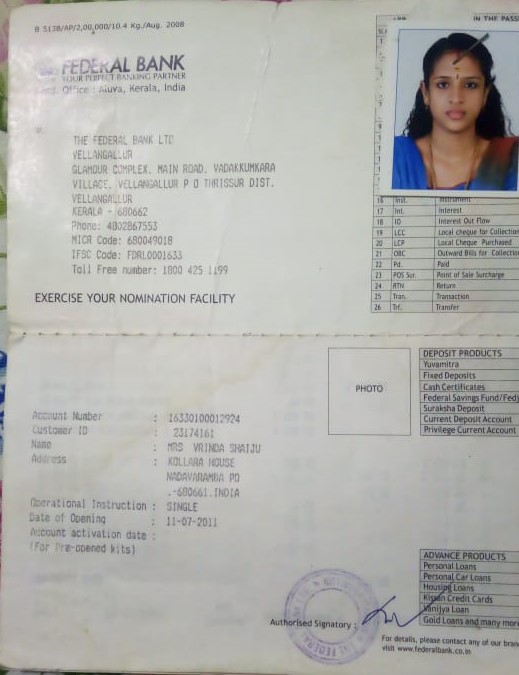 B 5138/AP/2,00,000/10.4 Kg./Aug. 2008
FEDERAL BANK
YOUR PERFECT BANKING PARTNER
Office : Aluva, Kerala, India
THE FEDERAL BANK LTD
VELLANGALLUR
GLAMOUR COMPLEX. MAIN ROAD. VADAKKUMKARA
VILLAGE. VELLANGALLUR P O THRISSUR DIST.
VELLANGALLUR
KERALA - 680662
Phone: 4802867553
MICR Code: 680049018
IFSC Code: FDRL0001633
Toll Free number: 1800 425 1199
EXERCISE YOUR NOMINATION FACILITY
IN THE PASS
16 Inst. Instrument
17 Int. Interest
18 IO Interest Out Flow
19 LCC Local cheque for Collection
20 LCP Local Cheque Purchased
21 OBC Outward Bills for Collection
22 Pd. Paid
23 POS Sur. Point of Sale Surcharge
24 RTN Return
25 Tran. Transaction
26 Trf. Transfer
PHOTO
DEPOSIT PRODUCTS
Yuvamitra
Fixed Deposits
Cash Certificates
Federal Savings Fund/Fed
Suraksha Deposit
Current Deposit Account
Privilege Current Account
Account Number : 16330100012924
Customer ID : 23174161
Name : MRS VRINDA SHAIJU
Address : KOLLARA HOUSE
NADAVARAMBA PO
.-680661.INDIA
Operational Instruction : SINGLE
Date of Opening : 11-07-2011
Account activation date :
(For Pre-opened kits)
ADVANCE PRODUCTS
Personal Loans
Personal Car Loans
Housing Loans
Kissan Credit Cards
Vanijya Loan
Gold Loans and many more
Authorised Signatory :
For details, please contact any of our
visit www.federalbank.co.in